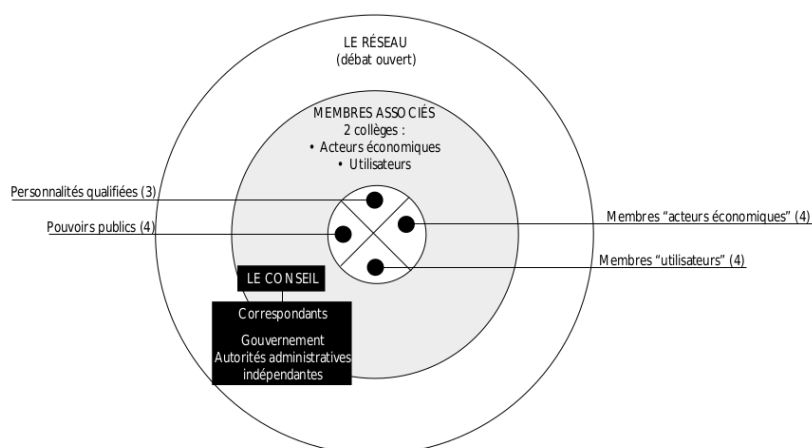 LE RÉSEAU
(débat ouvert)
MEMBRES ASSOCIÉS
2 collèges :
• Acteurs économiques
• Utilisateurs
Personnalités qualifiées (3)
Pouvoirs publics (4)
Membres “acteurs économiques” (4)
Membres “utilisateurs” (4)
LE CONSEIL
Correspondants
Gouvernement
Autorités administratives
indépendantes